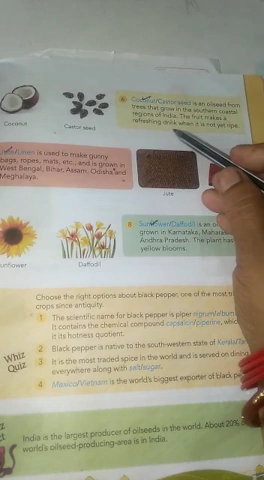 6 Coconut/Castor seed is an oilseed from
trees that grow in the southern coastal
regions of India. The fruit makes a
refreshing drink when it is not yet ripe.
Coconut
Castor seed
is used to make gunny
bags, ropes, mats, etc., and is grown in
West Bengal, Bihar, Assam, Odisha and
Meghalaya.
Jute
8 Sunflower/Daffodil is an
grown in Karnataka,
Andhra Pradesh. The plant has
yellow blooms.
unflower
Daffodil
Choose the right options about black pepper, one of the most
crops since antiquity.
Whiz
Quiz
1 The scientific name for black pepper is piper nigrum/album
It contains the chemical compound capsaicin/piperine,
it its hotness quotient.
2 Black pepper is native to the south-western state of Kerala/
3 It is the most traded spice in the world and is served on dining
everywhere along with salt/sugar.
4 Mexico/Vietnam is the world's biggest exporter of black
India is the largest producer of oilseeds in the world. About 20%
world's oilseed-producing-area is in India.